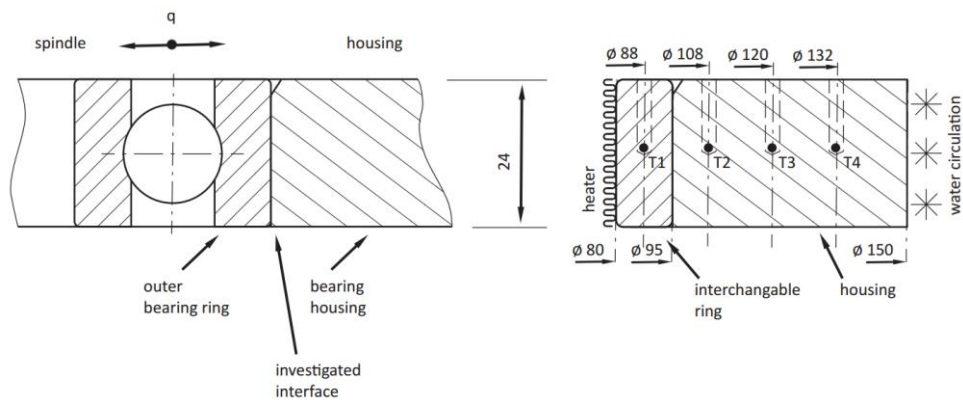 q
spindle
housing
24
outer
bearing ring
bearing
housing
investigated
interface
ø 88
ø 108
ø 120
ø 132
T1
T2
T3
T4
heater
water circulation
ø 80
ø 95
ø 150
interchangable
ring
housing